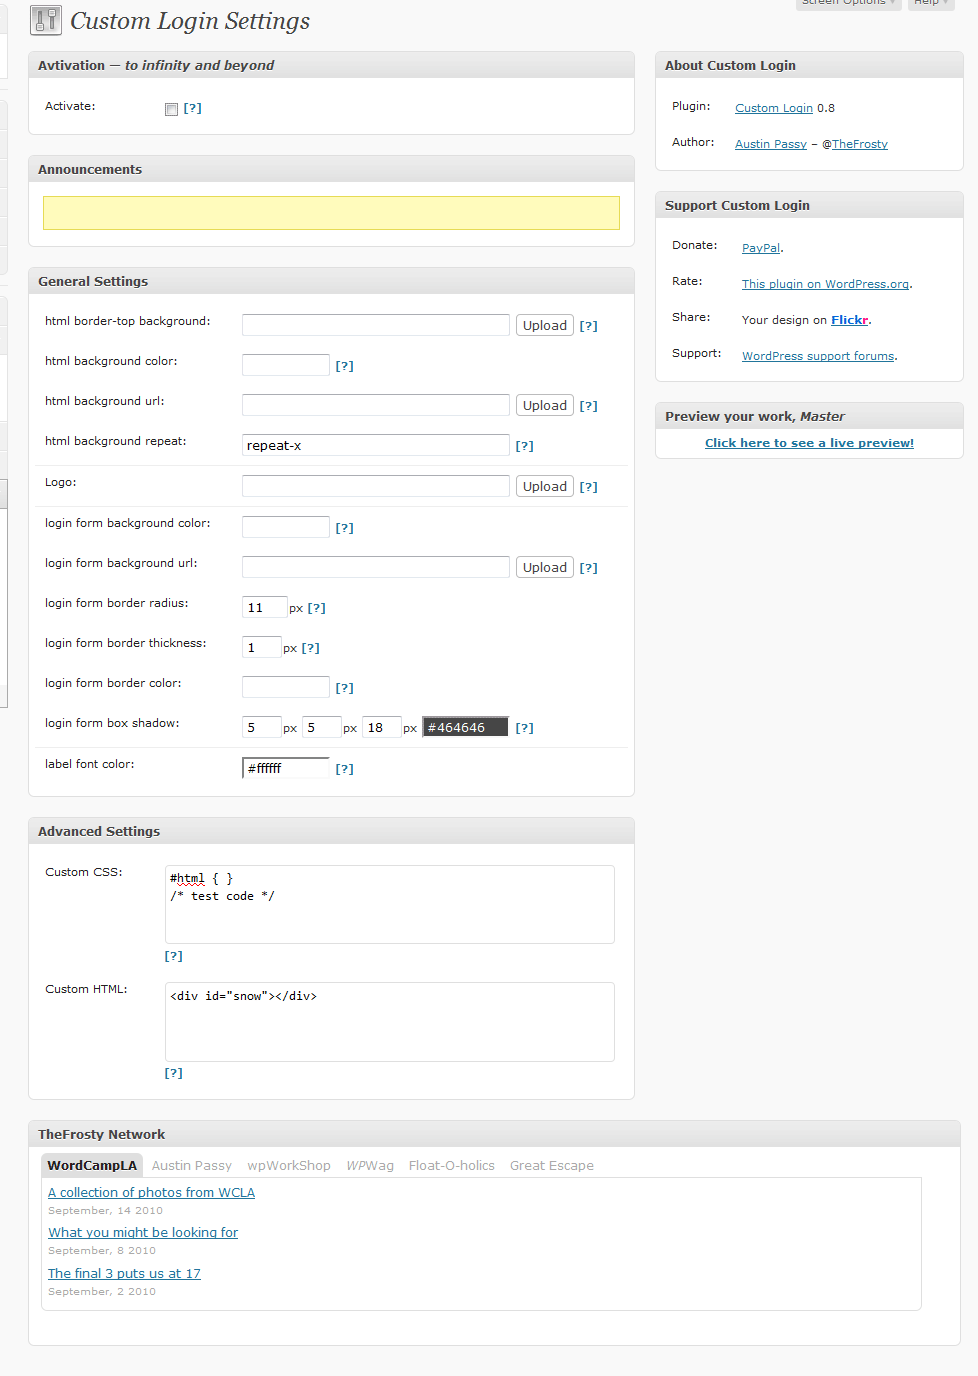 Screen Options
Help
Custom Login Settings
Avtivation — to infinity and beyond
Activate: [?]
Announcements
General Settings
html border-top background: Upload [?]
html background color: [?]
html background url: Upload [?]
html background repeat: repeat-x [?]
Logo: Upload [?]
login form background color: [?]
login form background url: Upload [?]
login form border radius: 11 px [?]
login form border thickness: 1 px [?]
login form border color: [?]
login form box shadow: 5 px 5 px 18 px #464646 [?]
label font color: #ffffff [?]
Advanced Settings
Custom CSS: #html { }
/* test code */
[?]
Custom HTML: <div id="snow"></div>
[?]
About Custom Login
Plugin: Custom Login 0.8
Author: Austin Passy – @TheFrosty
Support Custom Login
Donate: PayPal.
Rate: This plugin on WordPress.org.
Share: Your design on Flickr.
Support: WordPress support forums.
Preview your work, Master
Click here to see a live preview!
TheFrosty Network
WordCampLA Austin Passy wpWorkShop WPWag Float-O-holics Great Escape
A collection of photos from WCLA
September, 14 2010
What you might be looking for
September, 8 2010
The final 3 puts us at 17
September, 2 2010